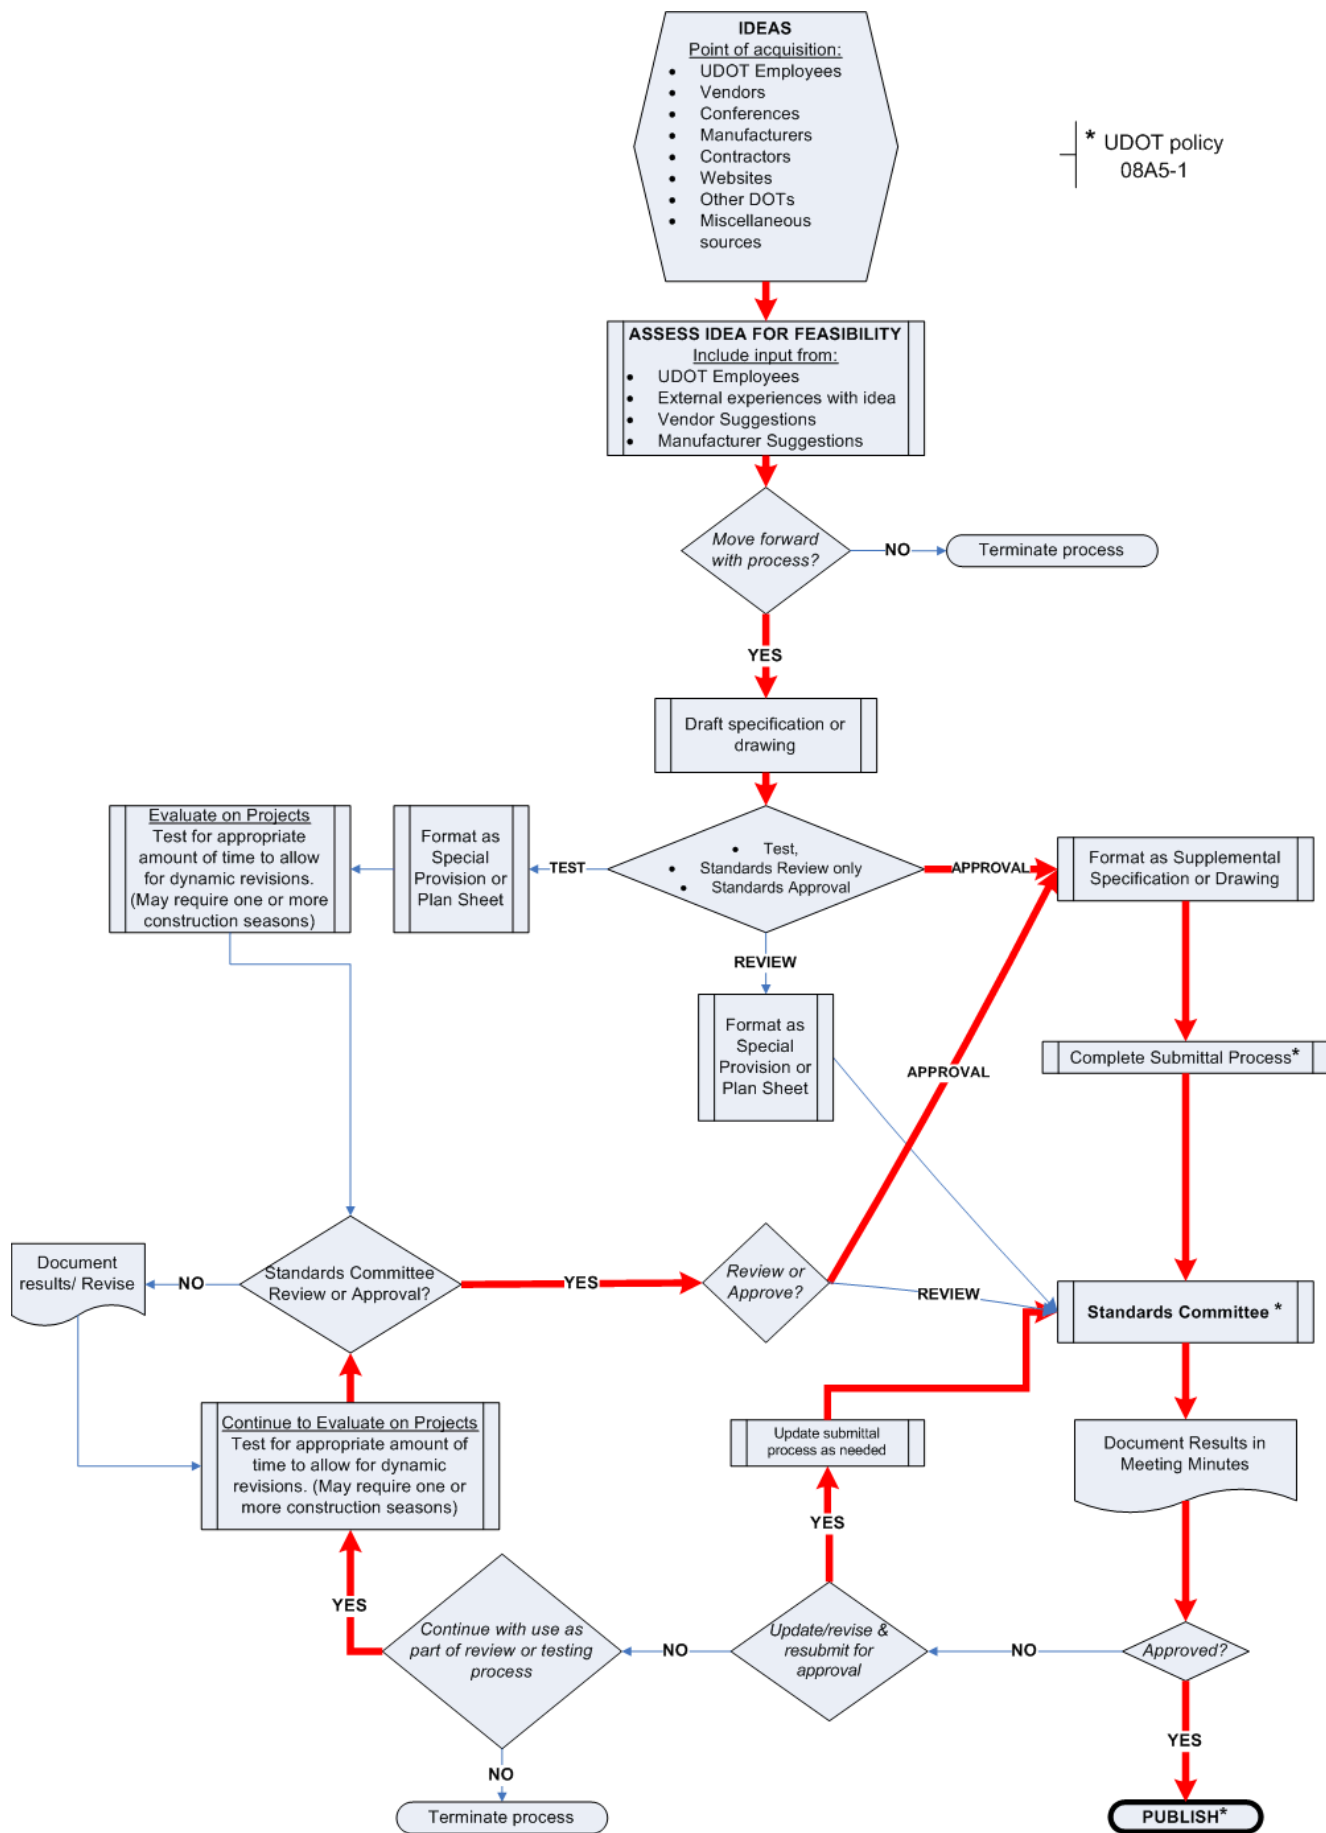 IDEAS
Point of acquisition:
• UDOT Employees
• Vendors
• Conferences
• Manufacturers
• Contractors
• Websites
• Other DOTs
• Miscellaneous
sources
* UDOT policy
08A5-1
ASSESS IDEA FOR FEASIBILITY
Include input from:
• UDOT Employees
• External experiences with idea
• Vendor Suggestions
• Manufacturer Suggestions
Move forward
with process?
NO
Terminate process
YES
Draft specification or
drawing
Evaluate on Projects
Test for appropriate
amount of time to allow
for dynamic revisions.
(May require one or more
construction seasons)
Format as
Special
Provision or
Plan Sheet
TEST
• Test,
• Standards Review only
• Standards Approval
APPROVAL
Format as Supplemental
Specification or Drawing
REVIEW
Format as
Special
Provision or
Plan Sheet
APPROVAL
Complete Submittal Process*
Document
results/ Revise
NO
Standards Committee
Review or Approval?
YES
Review or
Approve?
REVIEW
Standards Committee *
Continue to Evaluate on Projects
Test for appropriate amount of
time to allow for dynamic
revisions. (May require one or
more construction seasons)
Update submittal
process as needed
Document Results in
Meeting Minutes
YES
YES
Continue with use as
part of review or testing
process
NO
Update/revise &
resubmit for
approval
NO
Approved?
YES
NO
Terminate process
PUBLISH*